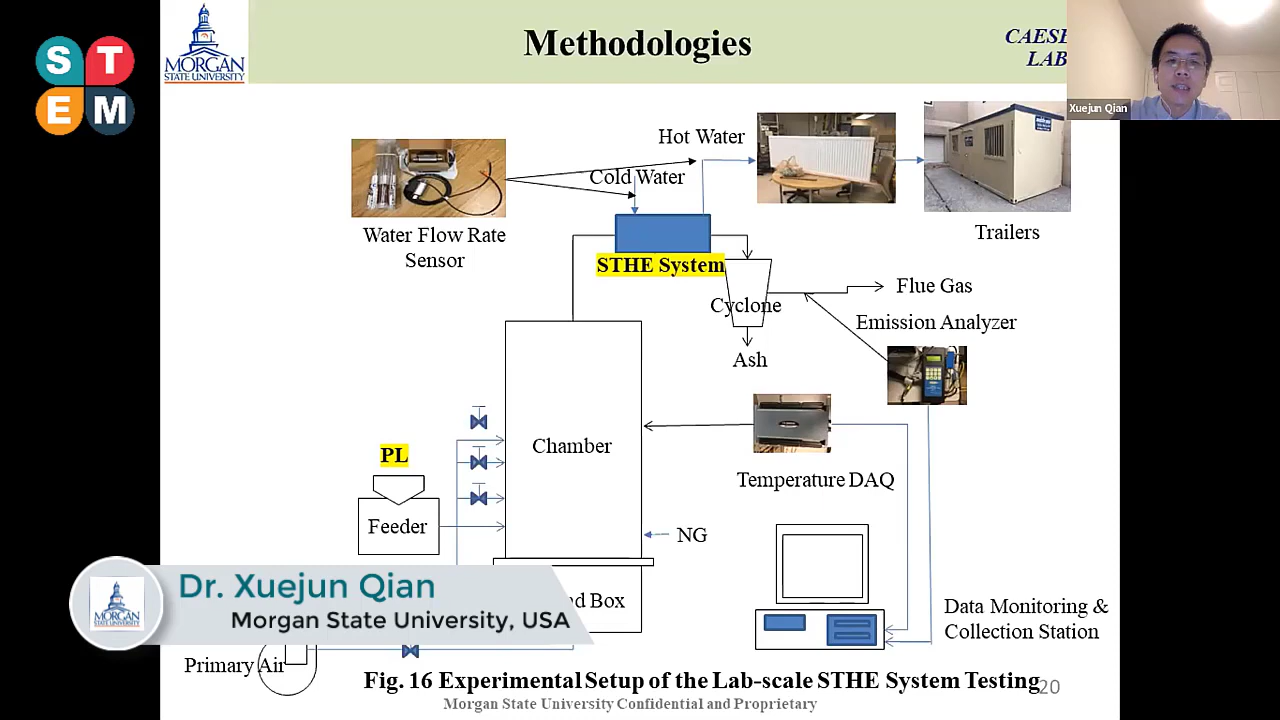 STEM
MORGAN
STATE UNIVERSITY
Methodologies
LAB
Xuejun Qian
Hot Water
Cold Water
Water Flow Rate
Sensor
Trailers
STHE System
Cyclone
Flue Gas
Emission Analyzer
Ash
Chamber
PL
Temperature DAQ
Feeder
NG
Dr. Xuejun Qian
Morgan State University, USA
Box
Data Monitoring &
Collection Station
Primary Air
Fig. 16 Experimental Setup of the Lab-scale STHE System Testing
20
Morgan State University Confidential and Proprietary